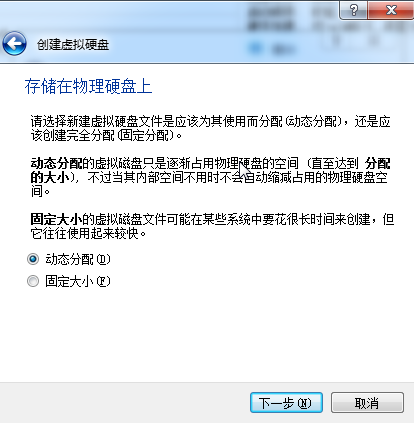 创建虚拟硬盘
存储在物理硬盘上
请选择新建虚拟硬盘文件是应该为其使用而分配(动态分配)，还是应
该创建完全分配(固定分配)。
动态分配的虚拟磁盘只是逐渐占用物理硬盘的空间（直至达到 分配
的大小），不过当其内部空间不用时不会自动缩减占用的物理硬盘空
间。
固定大小的虚拟磁盘文件可能在某些系统中要花很长时间来创建，但
它往往使用起来较快。
动态分配(D)
固定大小(F)
下一步(N)
取消